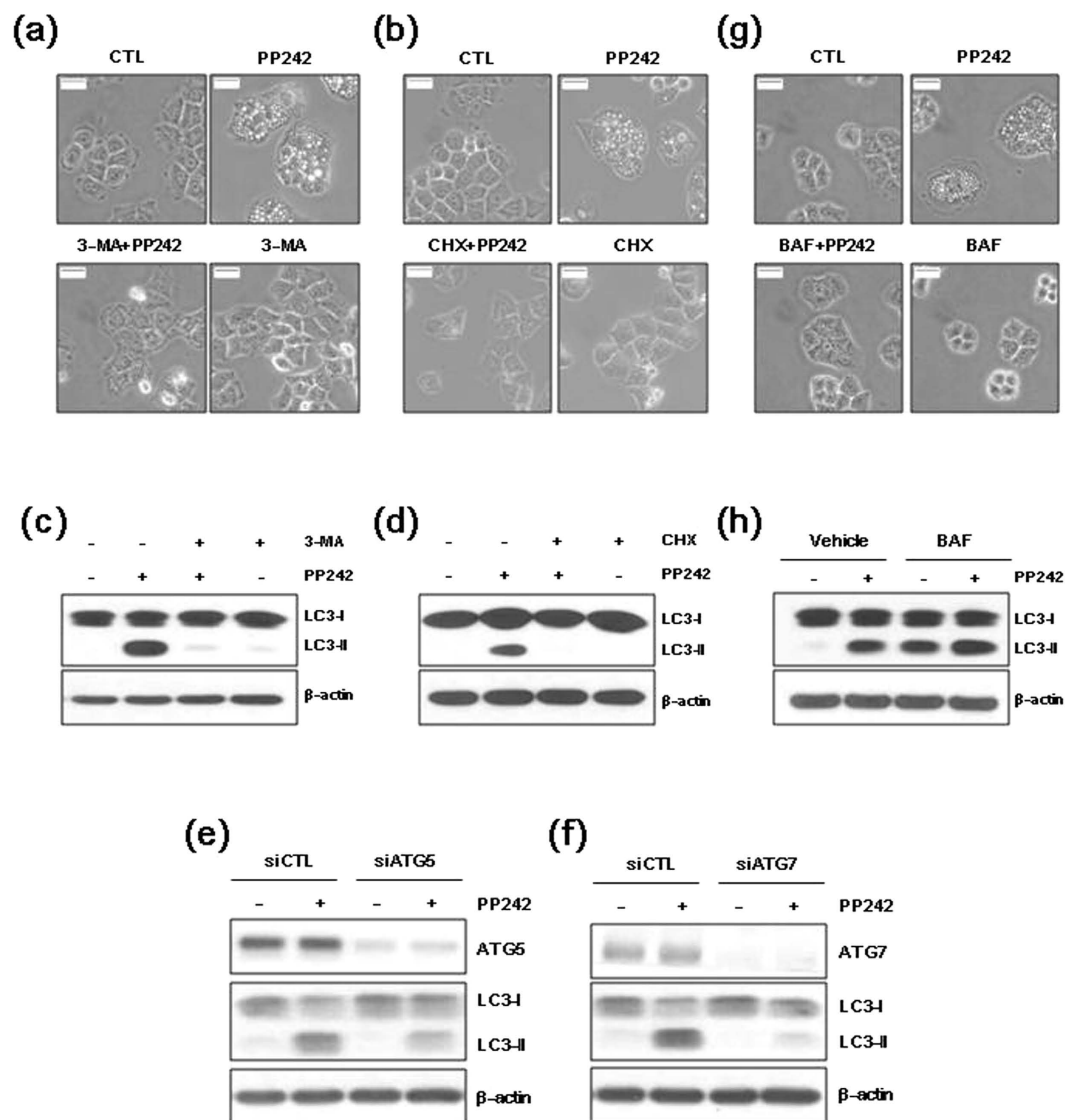 (a)
CTL PP242
3-MA+PP242 3-MA
(b)
CTL PP242
CHX+PP242 CHX
(g)
CTL PP242
BAF+PP242 BAF
(c)
- - + + 3-MA
- + + - PP242
LC3-I
LC3-II
β-actin
(d)
- - + + CHX
- + + - PP242
LC3-I
LC3-II
β-actin
(h)
Vehicle BAF
- + - + PP242
LC3-I
LC3-II
β-actin
(e)
siCTL siATG5
- + - + PP242
ATG5
LC3-I
LC3-II
β-actin
(f)
siCTL siATG7
- + - + PP242
ATG7
LC3-I
LC3-II
β-actin